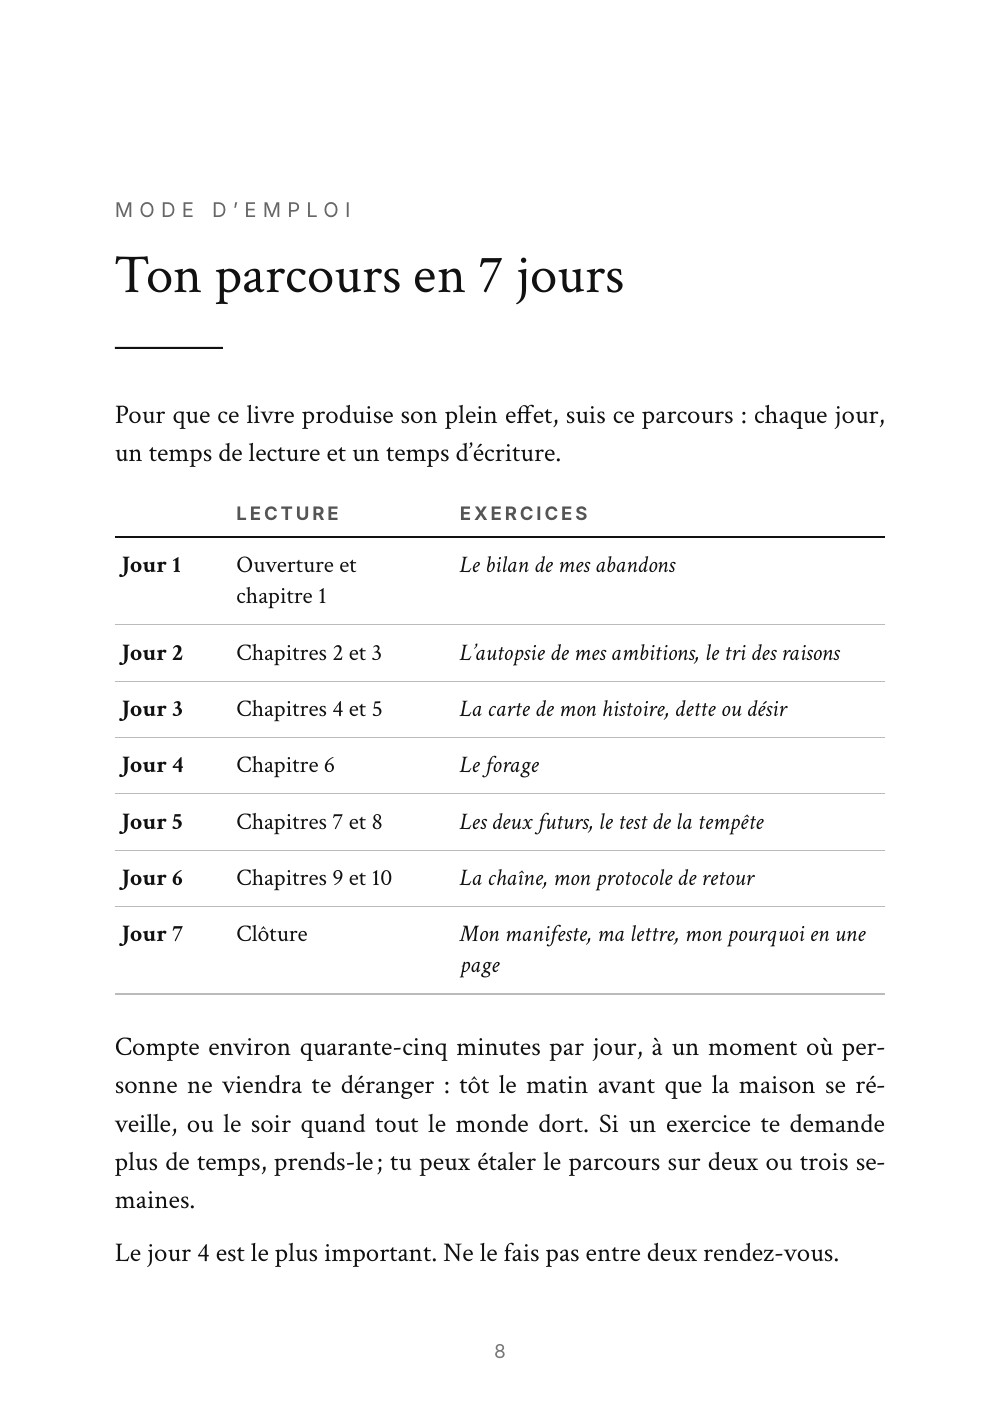 MODE D’EMPLOI
Ton parcours en 7 jours
Pour que ce livre produise son plein effet, suis ce parcours : chaque jour,
un temps de lecture et un temps d’écriture.
LECTURE EXERCICES
Jour 1 Ouverture et Le bilan de mes abandons
chapitre 1
Jour 2 Chapitres 2 et 3 L’autopsie de mes ambitions, le tri des raisons
Jour 3 Chapitres 4 et 5 La carte de mon histoire, dette ou désir
Jour 4 Chapitre 6 Le forage
Jour 5 Chapitres 7 et 8 Les deux futurs, le test de la tempête
Jour 6 Chapitres 9 et 10 La chaîne, mon protocole de retour
Jour 7 Clôture Mon manifeste, ma lettre, mon pourquoi en une
page
Compte environ quarante-cinq minutes par jour, à un moment où per-
sonne ne viendra te déranger : tôt le matin avant que la maison se ré-
veille, ou le soir quand tout le monde dort. Si un exercice te demande
plus de temps, prends-le ; tu peux étaler le parcours sur deux ou trois se-
maines.
Le jour 4 est le plus important. Ne le fais pas entre deux rendez-vous.
8